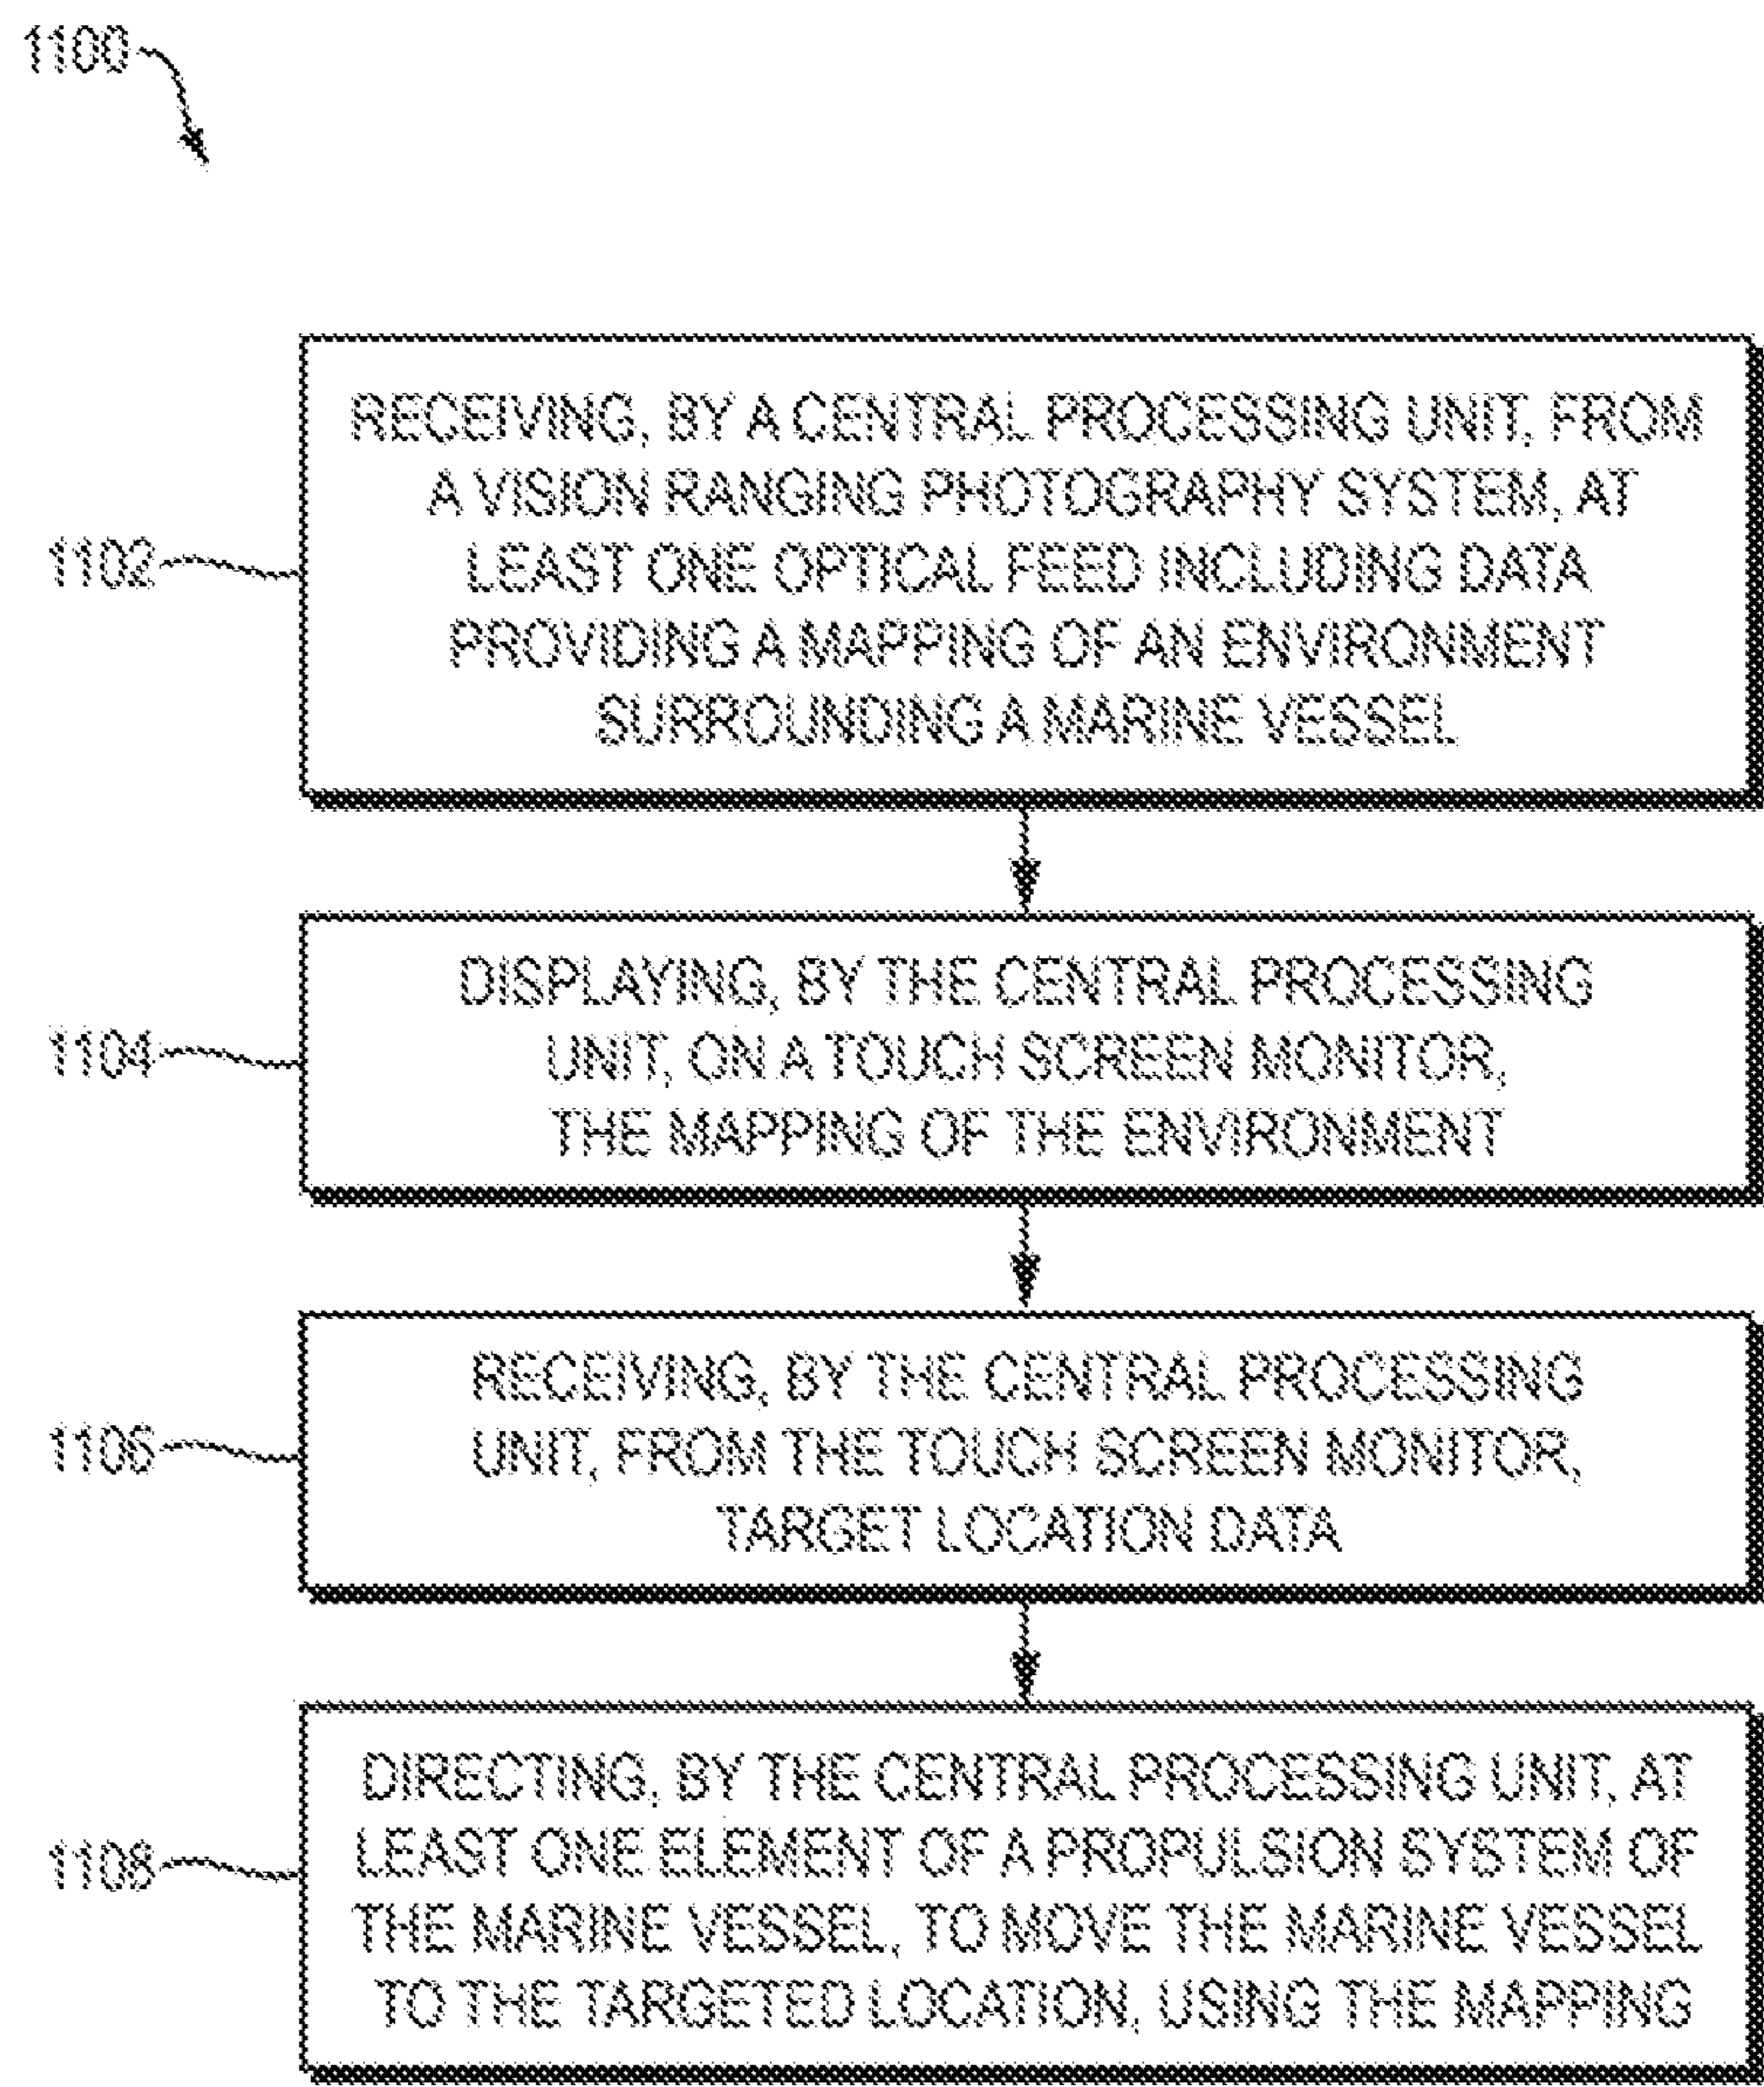 1100
RECEIVING, BY A CENTRAL PROCESSING UNIT, FROM
A VISION RANGING PHOTOGRAPHY SYSTEM, AT
LEAST ONE OPTICAL FEED INCLUDING DATA
PROVIDING A MAPPING OF AN ENVIRONMENT
SURROUNDING A MARINE VESSEL
1102
DISPLAYING, BY THE CENTRAL PROCESSING
UNIT, ON A TOUCH SCREEN MONITOR,
THE MAPPING OF THE ENVIRONMENT
1104
RECEIVING, BY THE CENTRAL PROCESSING
UNIT, FROM THE TOUCH SCREEN MONITOR,
TARGET LOCATION DATA
1106
DIRECTING, BY THE CENTRAL PROCESSING UNIT, AT
LEAST ONE ELEMENT OF A PROPULSION SYSTEM OF
THE MARINE VESSEL, TO MOVE THE MARINE VESSEL
TO THE TARGETED LOCATION, USING THE MAPPING
1108